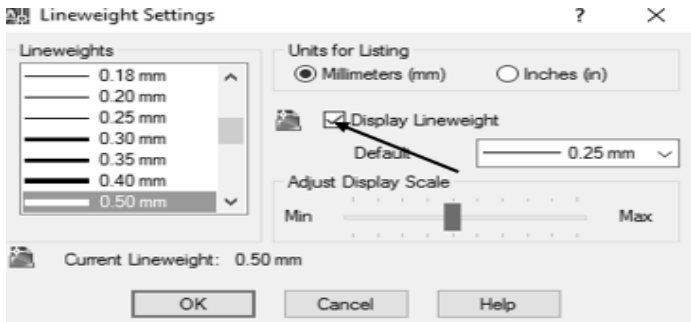 Lineweight Settings ? ×
Lineweights
0.18 mm
0.20 mm
0.25 mm
0.30 mm
0.35 mm
0.40 mm
0.50 mm
Units for Listing
Millimeters (mm) Inches (in)
Display Lineweight
Default 0.25 mm
Adjust Display Scale
Min Max
Current Lineweight: 0.50 mm
OK Cancel Help